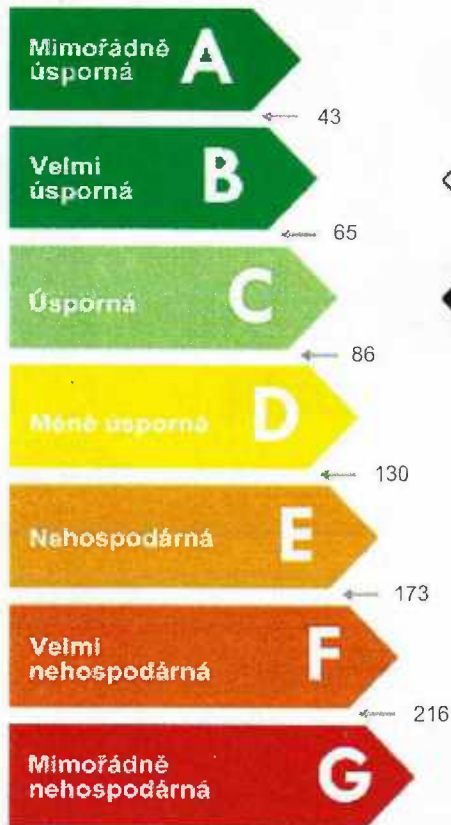 Mimořádně
úsporná
A
43
Velmi
úsporná
B
65
Úsporná
C
86
Méně úsporná
D
130
Nehospodárná
E
173
Velmi
nehospodárná
F
216
Mimořádně
nehospodárná
G